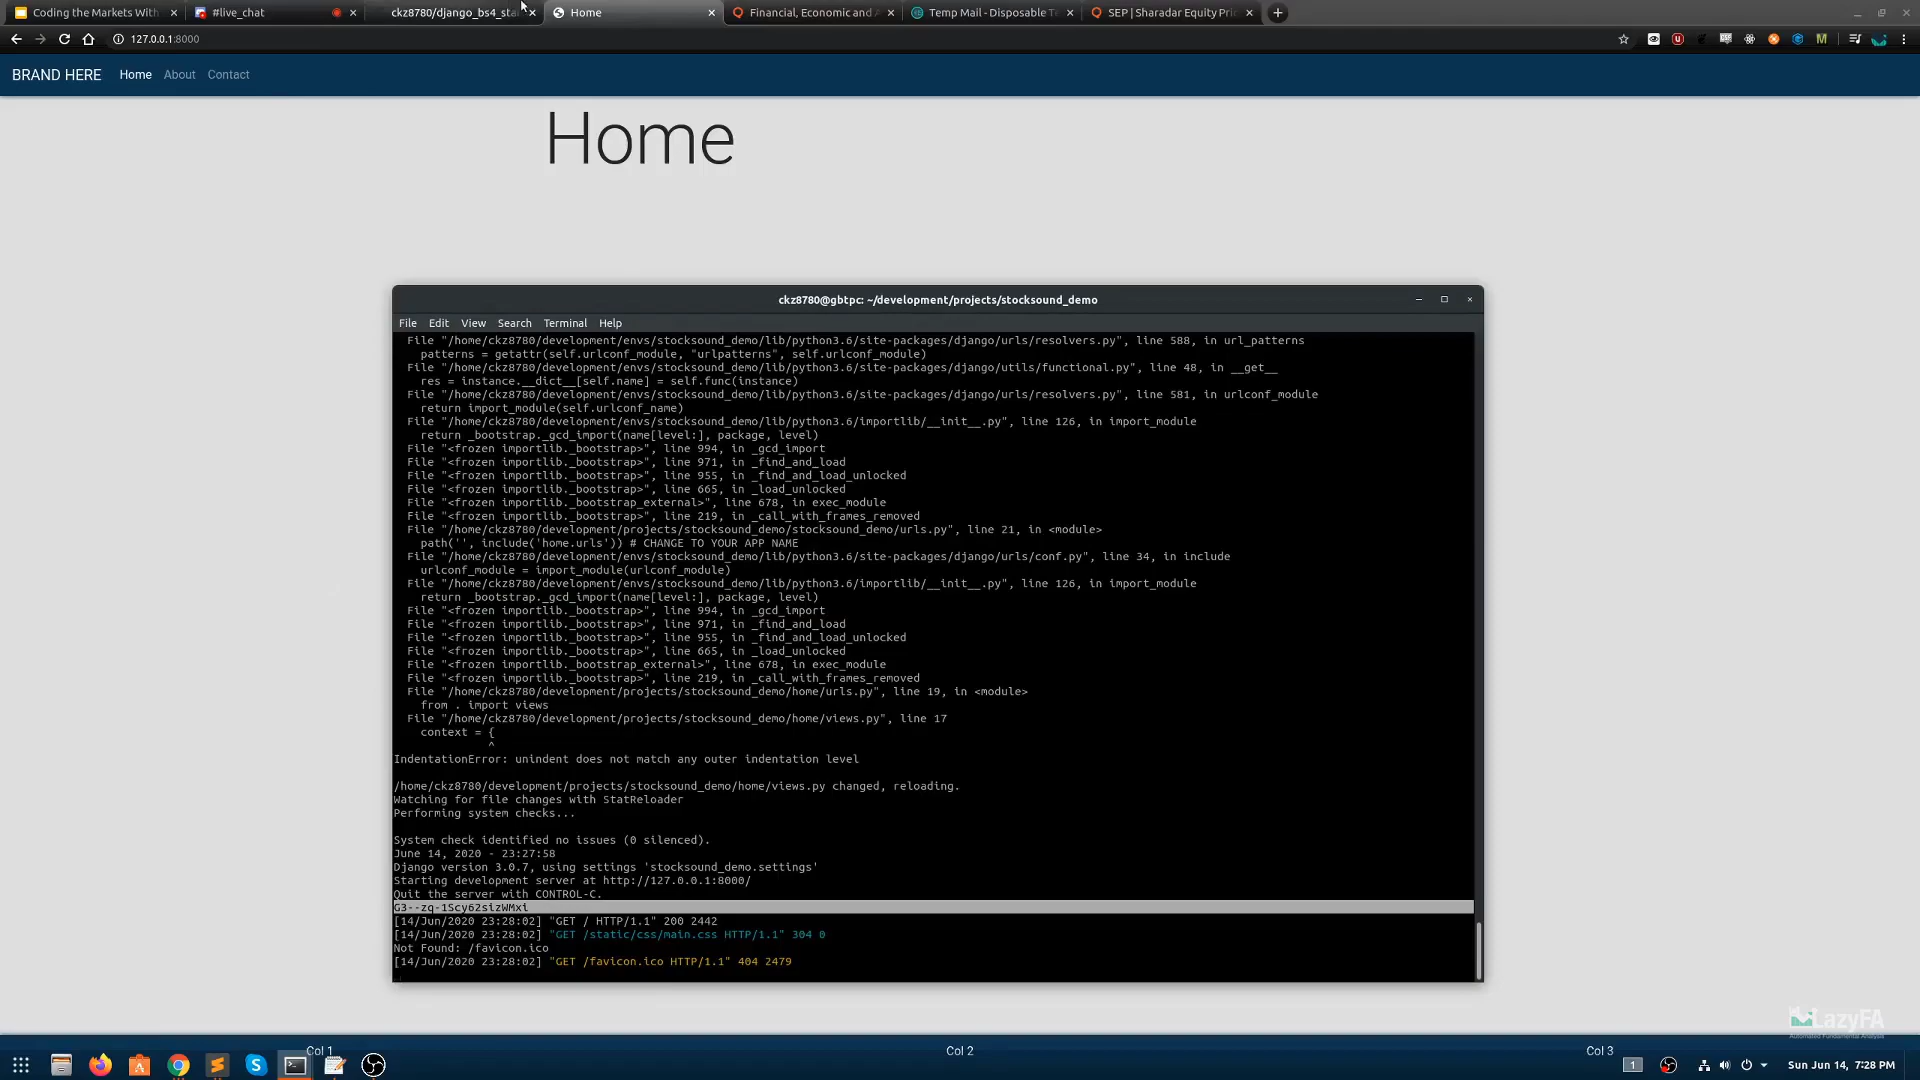 Coding the Markets With
#live_chat
ckz8780/django_bs4_sta
Home
Financial, Economic and A
Temp Mail - Disposable Te
SEP | Sharadar Equity Pri
127.0.0.1:8000
BRAND HERE
Home
About
Contact
Home
ckz8780@gbtpc: ~/development/projects/stocksound_demo
File Edit View Search Terminal Help
File "/home/ckz8780/development/envs/stocksound_demo/lib/python3.6/site-packages/django/urls/resolvers.py", line 588, in url_patterns
patterns = getattr(self.urlconf_module, "urlpatterns", self.urlconf_module)
File "/home/ckz8780/development/envs/stocksound_demo/lib/python3.6/site-packages/django/utils/functional.py", line 48, in __get__
res = instance.__dict__[self.name] = self.func(instance)
File "/home/ckz8780/development/envs/stocksound_demo/lib/python3.6/site-packages/django/urls/resolvers.py", line 581, in urlconf_module
return import_module(self.urlconf_name)
File "/home/ckz8780/development/envs/stocksound_demo/lib/python3.6/importlib/__init__.py", line 126, in import_module
return _bootstrap._gcd_import(name[level:], package, level)
File "<frozen importlib._bootstrap>", line 994, in _gcd_import
File "<frozen importlib._bootstrap>", line 971, in _find_and_load
File "<frozen importlib._bootstrap>", line 955, in _find_and_load_unlocked
File "<frozen importlib._bootstrap>", line 665, in _load_unlocked
File "<frozen importlib._bootstrap_external>", line 678, in exec_module
File "<frozen importlib._bootstrap>", line 219, in _call_with_frames_removed
File "/home/ckz8780/development/projects/stocksound_demo/stocksound_demo/urls.py", line 21, in <module>
path('', include('home.urls')) # CHANGE TO YOUR APP NAME
File "/home/ckz8780/development/envs/stocksound_demo/lib/python3.6/site-packages/django/urls/conf.py", line 34, in include
urlconf_module = import_module(urlconf_module)
File "/home/ckz8780/development/envs/stocksound_demo/lib/python3.6/importlib/__init__.py", line 126, in import_module
return _bootstrap._gcd_import(name[level:], package, level)
File "<frozen importlib._bootstrap>", line 994, in _gcd_import
File "<frozen importlib._bootstrap>", line 971, in _find_and_load
File "<frozen importlib._bootstrap>", line 955, in _find_and_load_unlocked
File "<frozen importlib._bootstrap>", line 665, in _load_unlocked
File "<frozen importlib._bootstrap_external>", line 678, in exec_module
File "<frozen importlib._bootstrap>", line 219, in _call_with_frames_removed
File "/home/ckz8780/development/projects/stocksound_demo/home/urls.py", line 19, in <module>
from . import views
File "/home/ckz8780/development/projects/stocksound_demo/home/views.py", line 17
context = {
^
IndentationError: unindent does not match any outer indentation level
/home/ckz8780/development/projects/stocksound_demo/home/views.py changed, reloading.
Watching for file changes with StatReloader
Performing system checks...
System check identified no issues (0 silenced).
June 14, 2020 - 23:27:58
Django version 3.0.7, using settings 'stocksound_demo.settings'
Starting development server at http://127.0.0.1:8000/
Quit the server with CONTROL-C.
G3--zq-1Scy62sizWMxi
[14/Jun/2020 23:28:02] "GET / HTTP/1.1" 200 2442
[14/Jun/2020 23:28:02] "GET /static/css/main.css HTTP/1.1" 304 0
Not Found: /favicon.ico
[14/Jun/2020 23:28:02] "GET /favicon.ico HTTP/1.1" 404 2479
LazyFA
Automated Fundamental Analysis
Col 1
Col 2
Col 3
1
Sun Jun 14, 7:28 PM